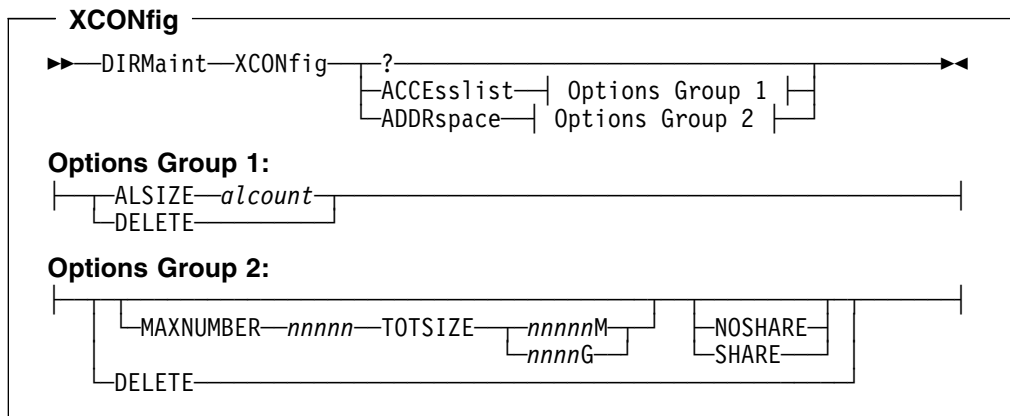 XCONfig
►►──DIRMaint──XCONfig──?──►◄
ACCEsslist──┤ Options Group 1 ├
ADDRspace──┤ Options Group 2 ├
Options Group 1:
ALSIZE──alcount
DELETE
Options Group 2:
MAXNUMBER──nnnnn──TOTSIZE──nnnnnM──NOSHARE
nnnnG──SHARE
DELETE